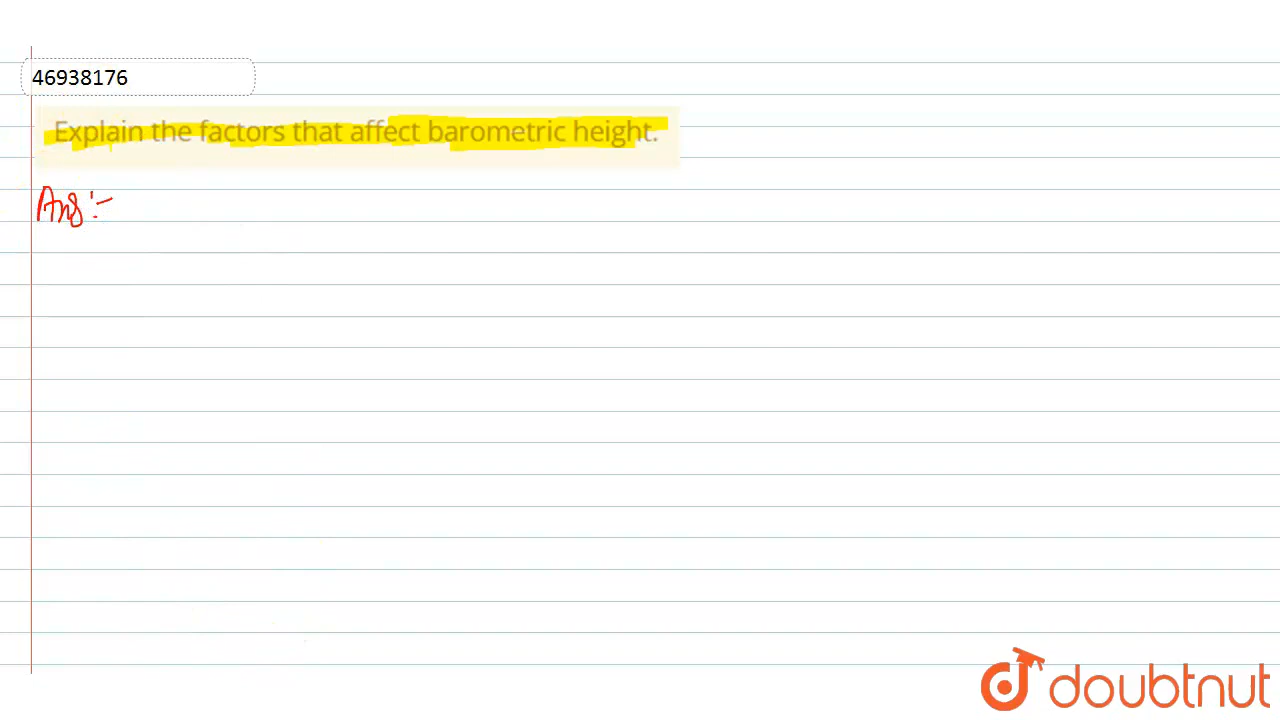 46938176
Explain the factors that affect barometric height.
Ans :-
doubtnut